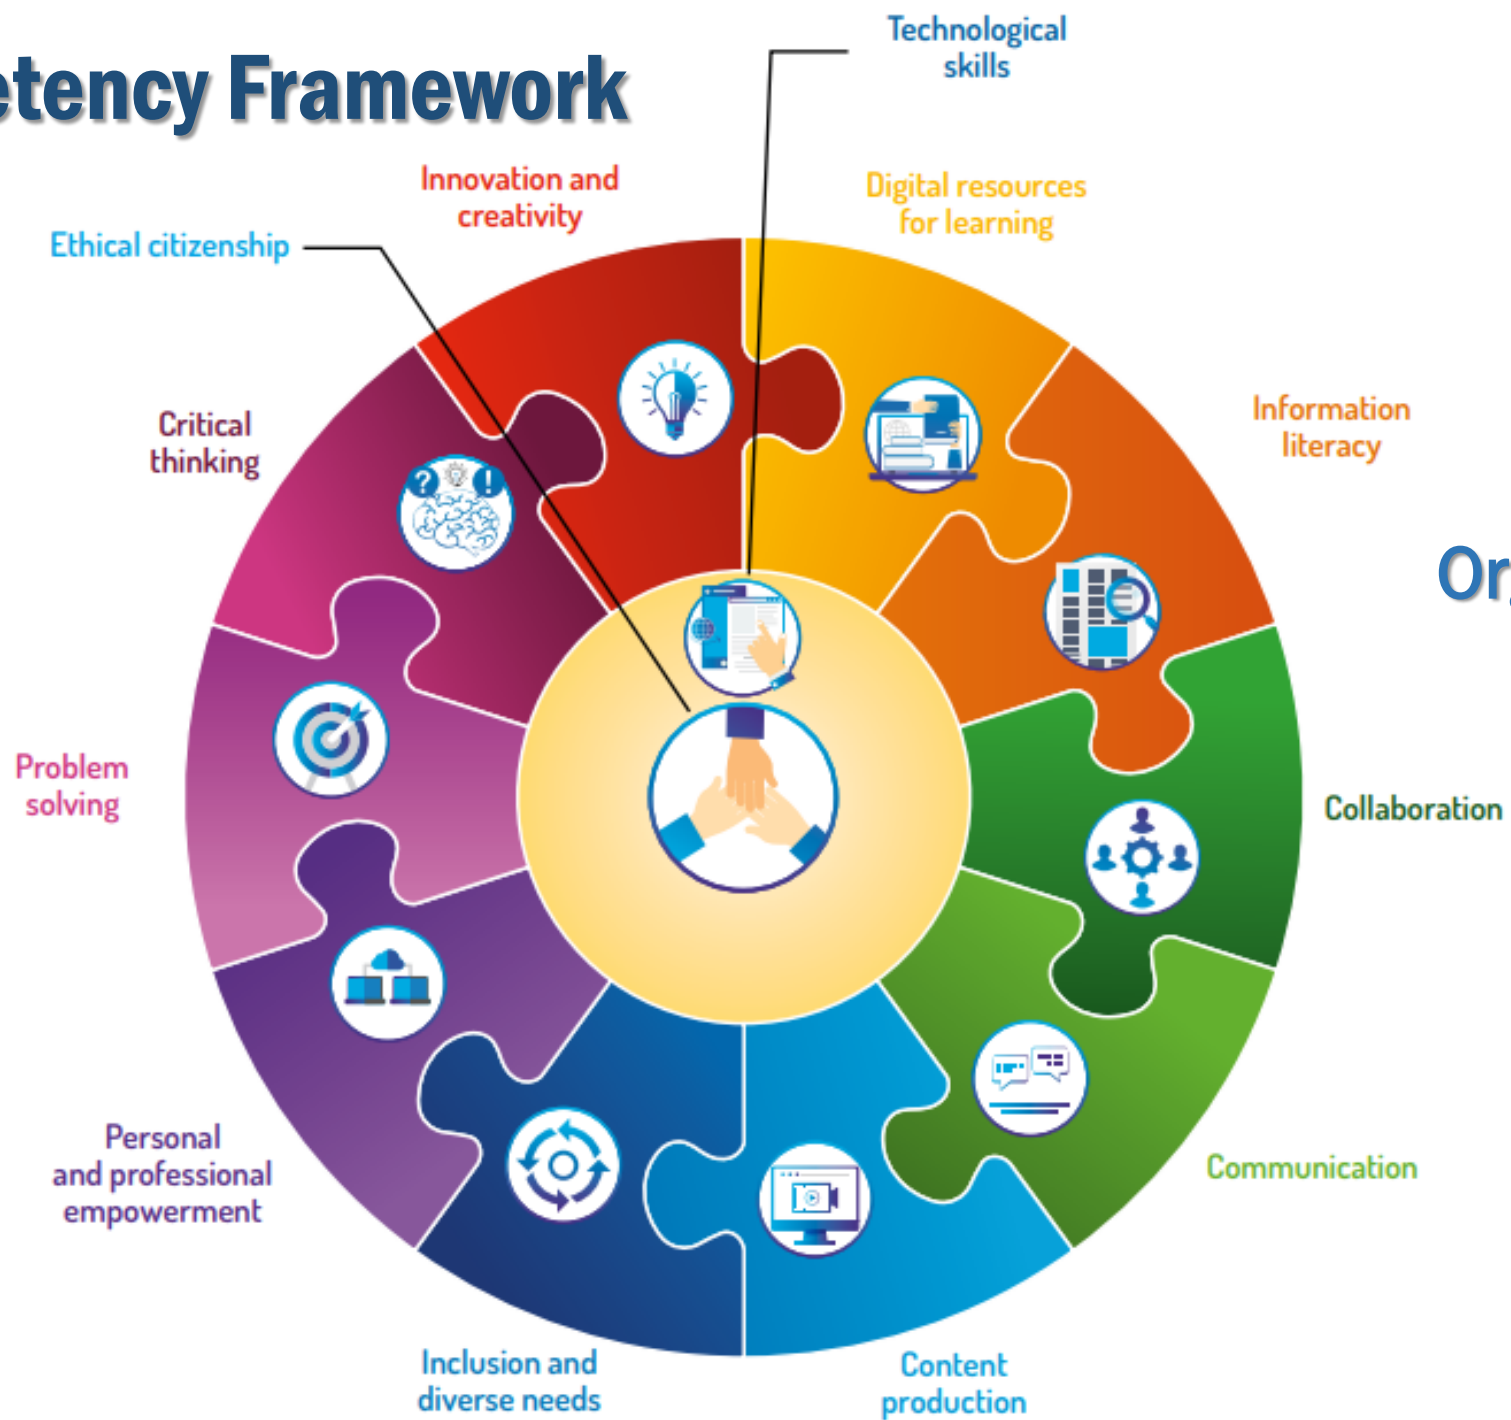 Technological
skills
etency Framework
Innovation and
creativity
Digital resources
for learning
Ethical citizenship
Critical
thinking
Information
literacy
Or
Problem
solving
Collaboration
Personal
and professional
empowerment
Communication
Inclusion and
diverse needs
Content
production